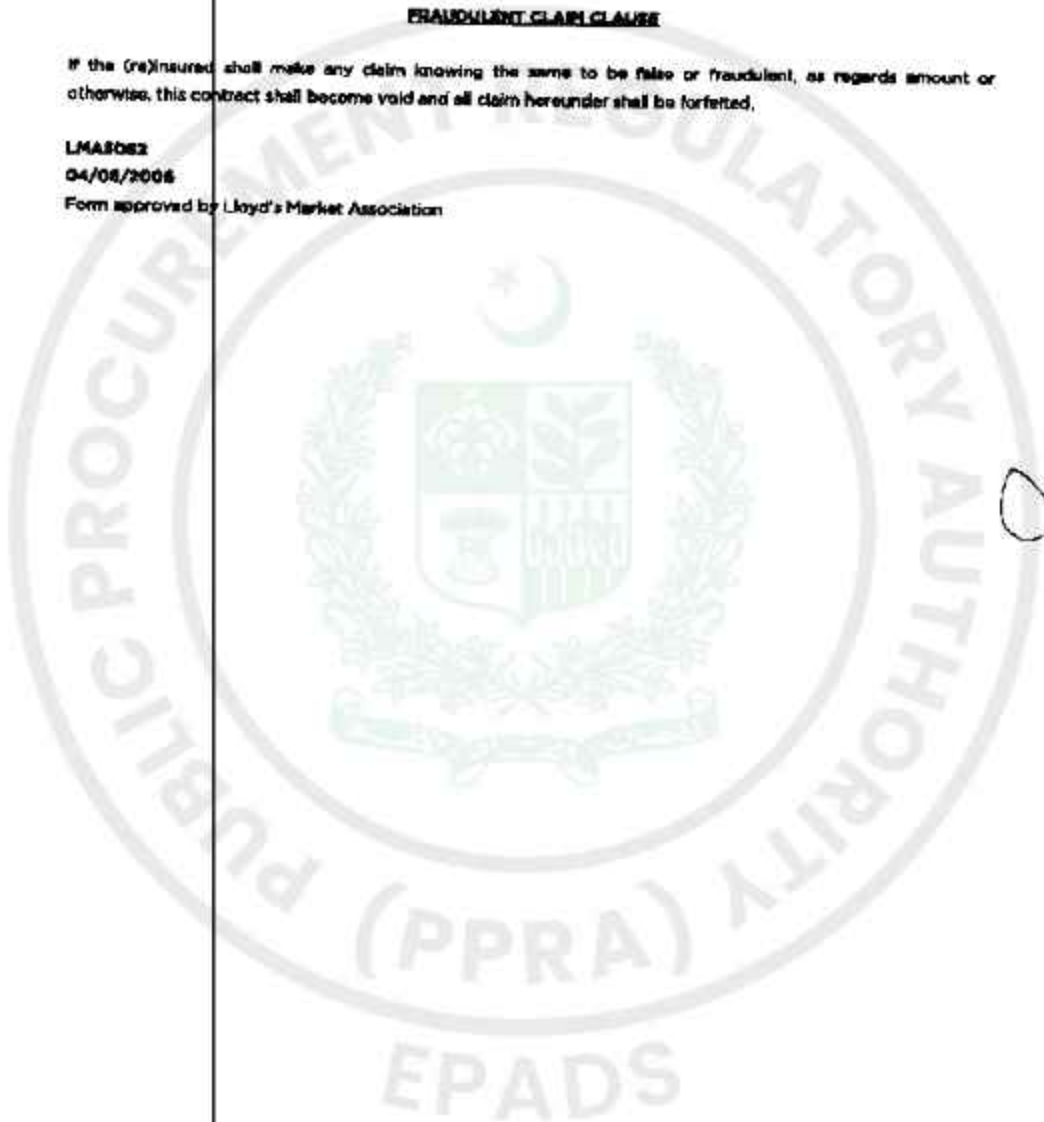 FRAUDULENT CLAIM CLAUSE
If the (re)insured shall make any claim knowing the same to be false or fraudulent, as regards amount or
otherwise, this contract shall become void and all claim hereunder shall be forfeited.
LMA5062
04/06/2006
Form approved by Lloyd's Market Association
PUBLIC PROCUREMENT REGULATORY AUTHORITY
(PPRA)
EPADS